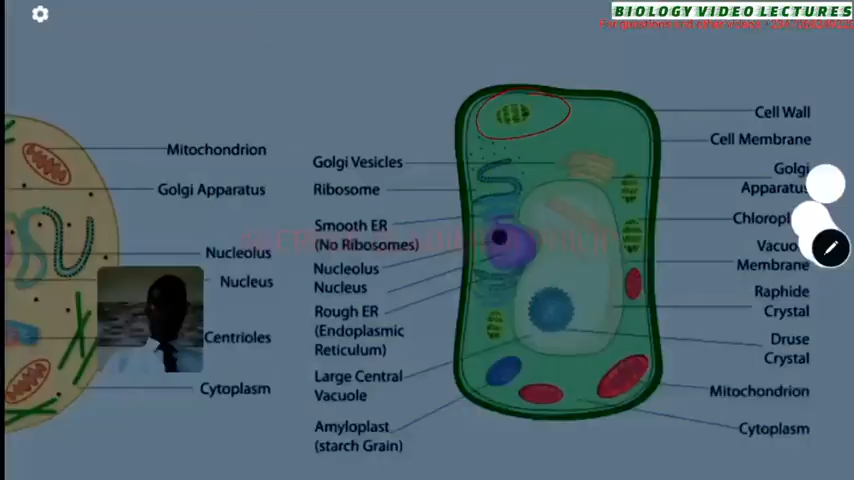 BIOLOGY VIDEO LECTURES
Mitochondrion
Golgi Apparatus
Nucleolus
Nucleus
Centrioles
Cytoplasm
Golgi Vesicles
Ribosome
Smooth ER
(No Ribosomes)
Nucleolus
Nucleus
Rough ER
(Endoplasmic
Reticulum)
Large Central
Vacuole
Amyloplast
(starch Grain)
Cell Wall
Cell Membrane
Golgi
Apparatus
Membrane
Raphide
Crystal
Druse
Crystal
Mitochondrion
Cytoplasm